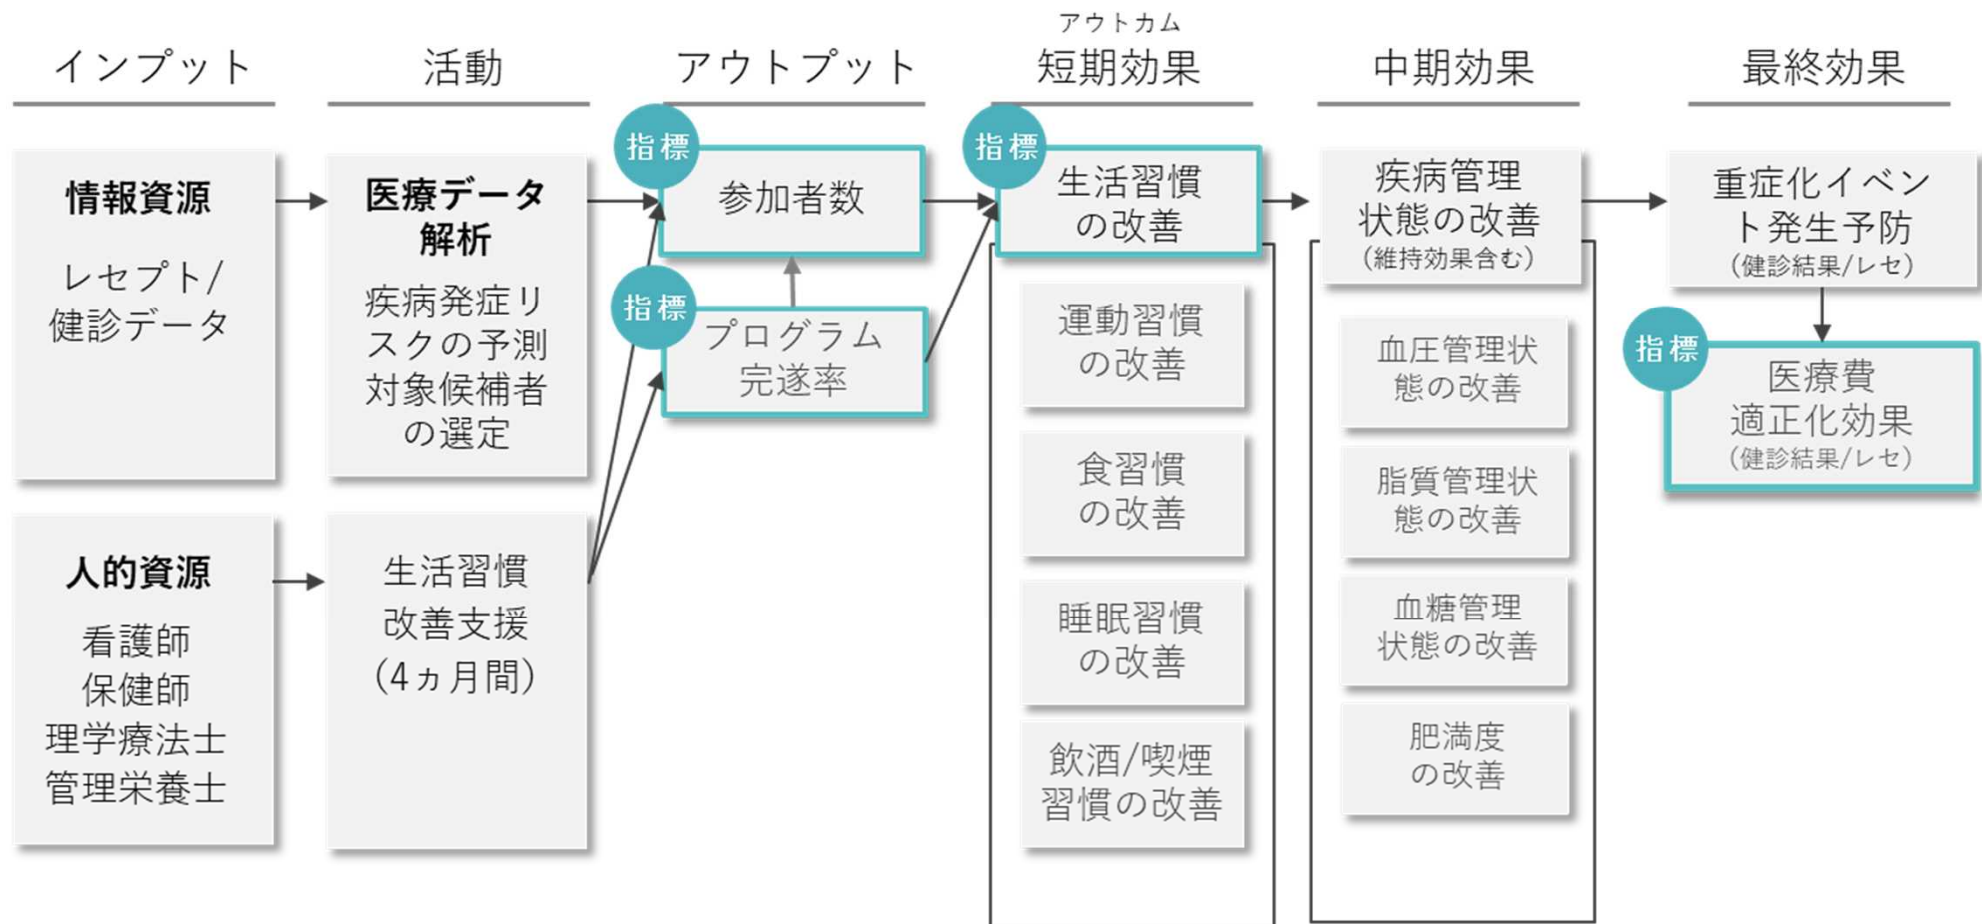 アウトカム
インプット
活動
アウトプット
短期効果
中期効果
最終効果
情報資源
レセプト/
健診データ
人的資源
看護師
保健師
理学療法士
管理栄養士
医療データ
解析
疾病発症リ
スクの予測
対象候補者
の選定
生活習慣
改善支援
(4ヵ月間)
指標
参加者数
指標
プログラム
完遂率
指標
生活習慣
の改善
運動習慣
の改善
食習慣
の改善
睡眠習慣
の改善
飲酒/喫煙
習慣の改善
疾病管理
状態の改善
(維持効果含む)
血圧管理状
態の改善
脂質管理状
態の改善
血糖管理
状態の改善
肥満度
の改善
重症化イベン
ト発生予防
(健診結果/レセ)
指標
医療費
適正化効果
(健診結果/レセ)